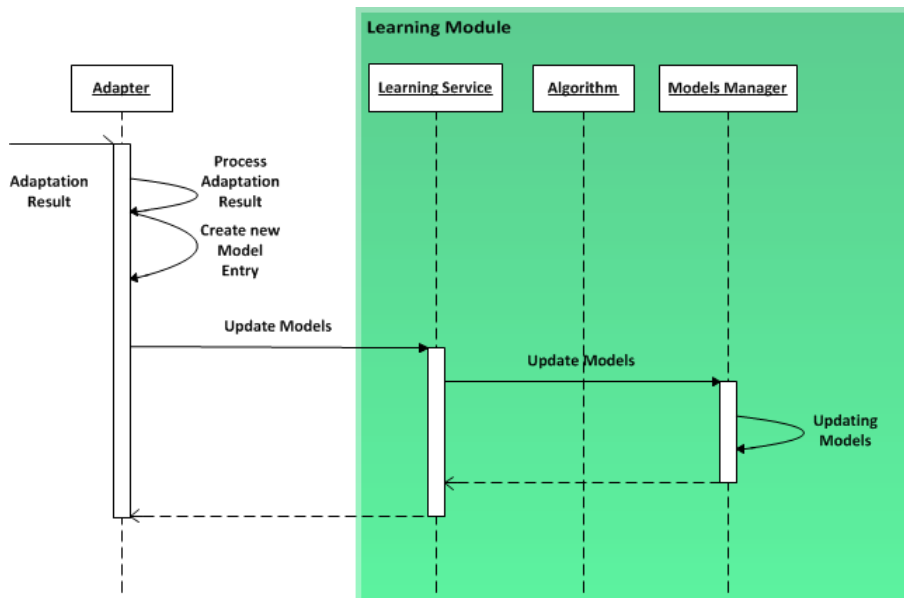 Learning Module
Adapter
Learning Service
Algorithm
Models Manager
Adaptation
Result
Process
Adaptation
Result
Create new
Model
Entry
Update Models
Update Models
Updating
Models